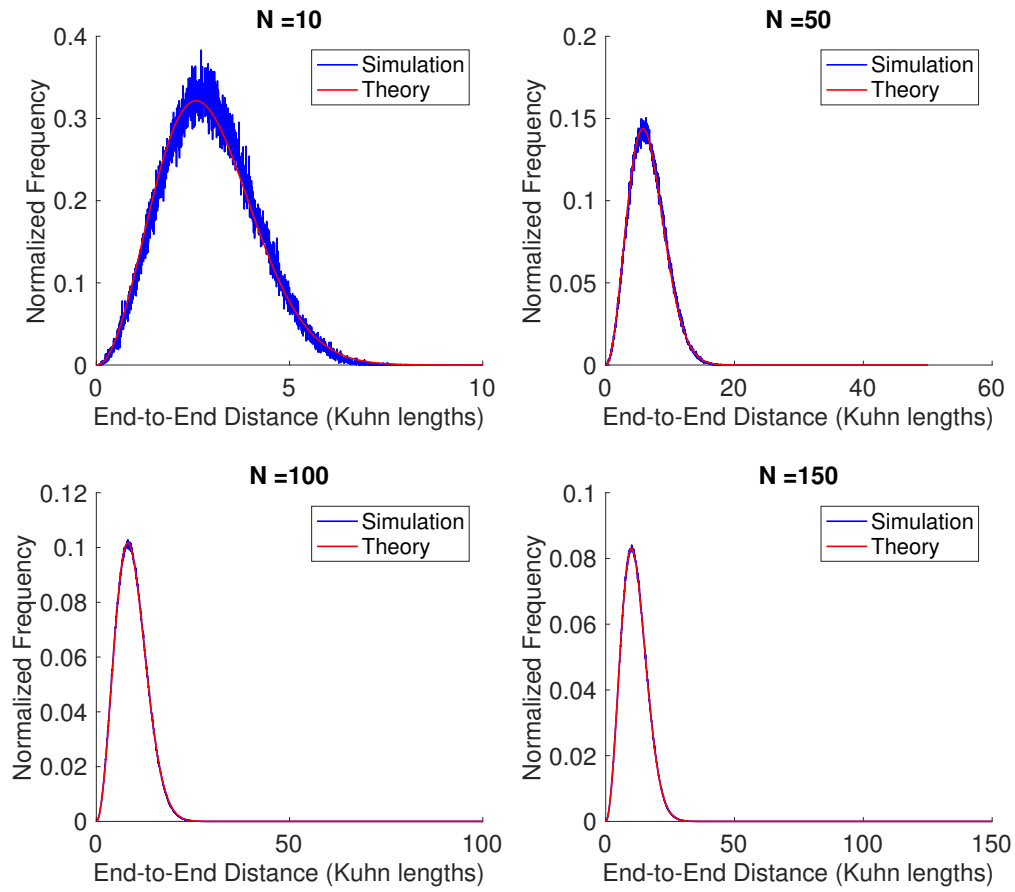 N =10
0.4
0.3
0.2
0.1
0
Normalized Frequency
Simulation
Theory
0
5
10
End-to-End Distance (Kuhn lengths)
N =50
0.2
0.15
0.1
0.05
0
Normalized Frequency
Simulation
Theory
0
20
40
60
End-to-End Distance (Kuhn lengths)
N =100
0.12
0.1
0.08
0.06
0.04
0.02
0
Normalized Frequency
Simulation
Theory
0
50
100
End-to-End Distance (Kuhn lengths)
N =150
0.1
0.08
0.06
0.04
0.02
0
Normalized Frequency
Simulation
Theory
0
50
100
150
End-to-End Distance (Kuhn lengths)